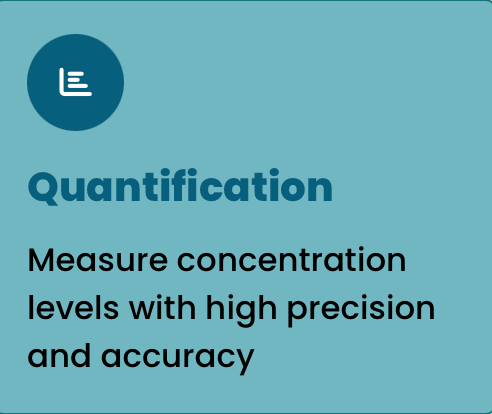 Quantification
Measure concentration
levels with high precision
and accuracy